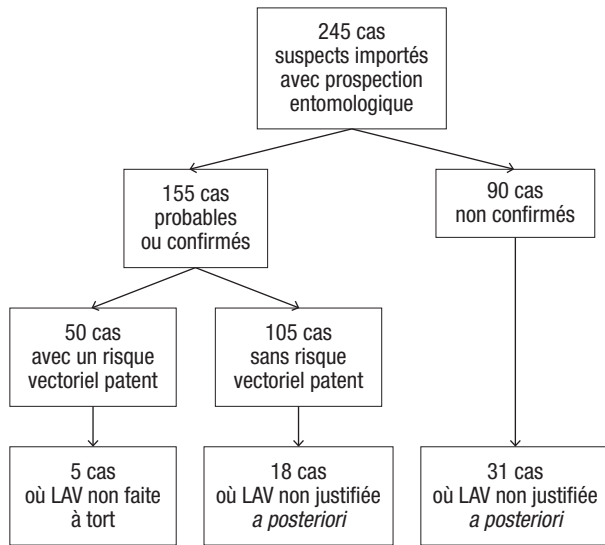 245 cas
suspects importés
avec prospection
entomologique
155 cas
probables
ou confirmés
90 cas
non confirmés
50 cas
avec un risque
vectoriel patent
105 cas
sans risque
vectoriel patent
5 cas
où LAV non faite
à tort
18 cas
où LAV non justifiée
a posteriori
31 cas
où LAV non justifiée
a posteriori